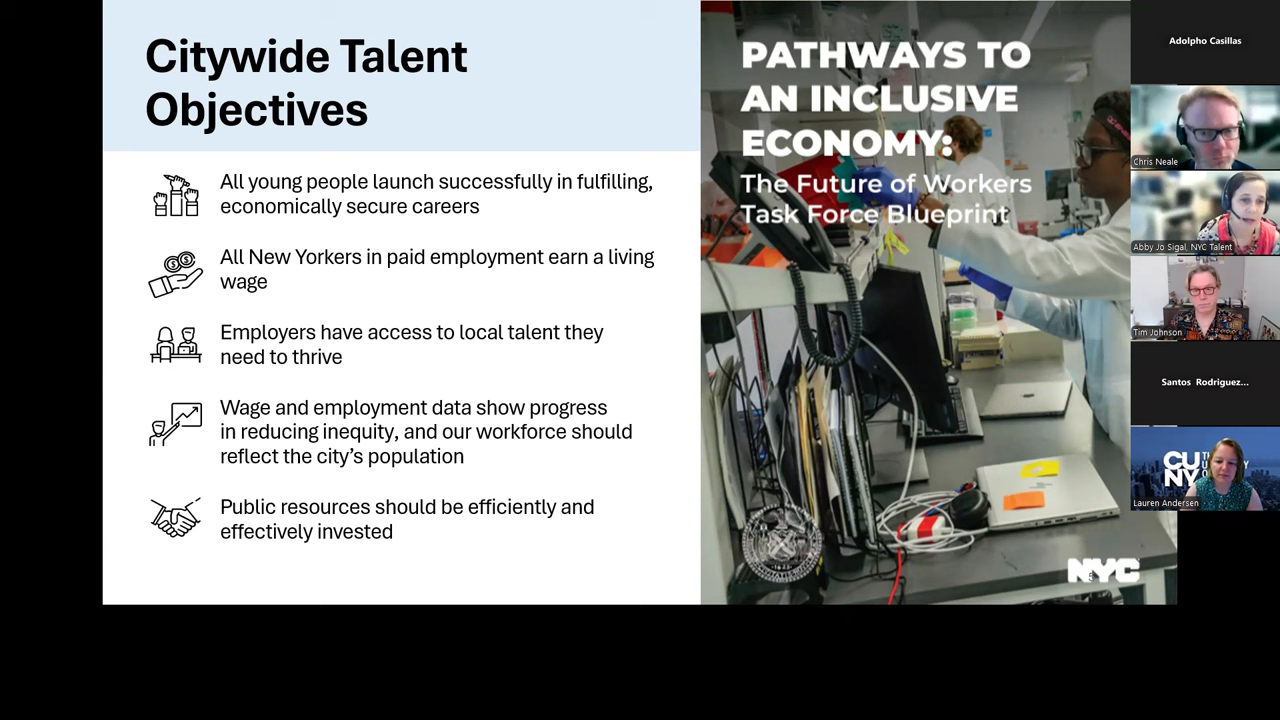 Citywide Talent
Objectives
All young people launch successfully in fulfilling,
economically secure careers
All New Yorkers in paid employment earn a living
wage
Employers have access to local talent they
need to thrive
Wage and employment data show progress
in reducing inequity, and our workforce should
reflect the city's population
Public resources should be efficiently and
effectively invested
PATHWAYS TO
AN INCLUSIVE
ECONOMY:
The Future of Workers
Task Force Blueprint
NYC
Adolpho Casillas
Chris Neale
Abby Jo Sigal, NYC Talent
Tim Johnson
Santos Rodriguez...
CU
NY
Lauren Andersen